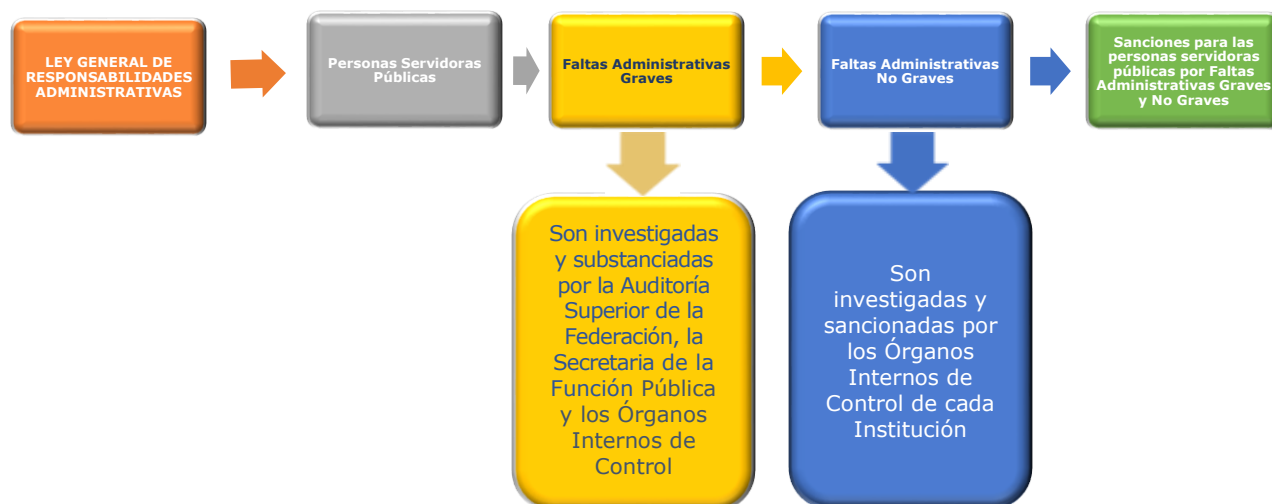 LEY GENERAL DE
RESPONSABILIDADES
ADMINISTRATIVAS
Personas Servidoras
Públicas
Faltas Administrativas
Graves
Faltas Administrativas
No Graves
Sanciones para las
personas servidoras
públicas por Faltas
Administrativas Graves
y No Graves
Son investigadas
y substanciadas
por la Auditoría
Superior de la
Federación, la
Secretaria de la
Función Pública
y los Órganos
Internos de
Control
Son
investigadas y
sancionadas por
los Órganos
Internos de
Control de cada
Institución